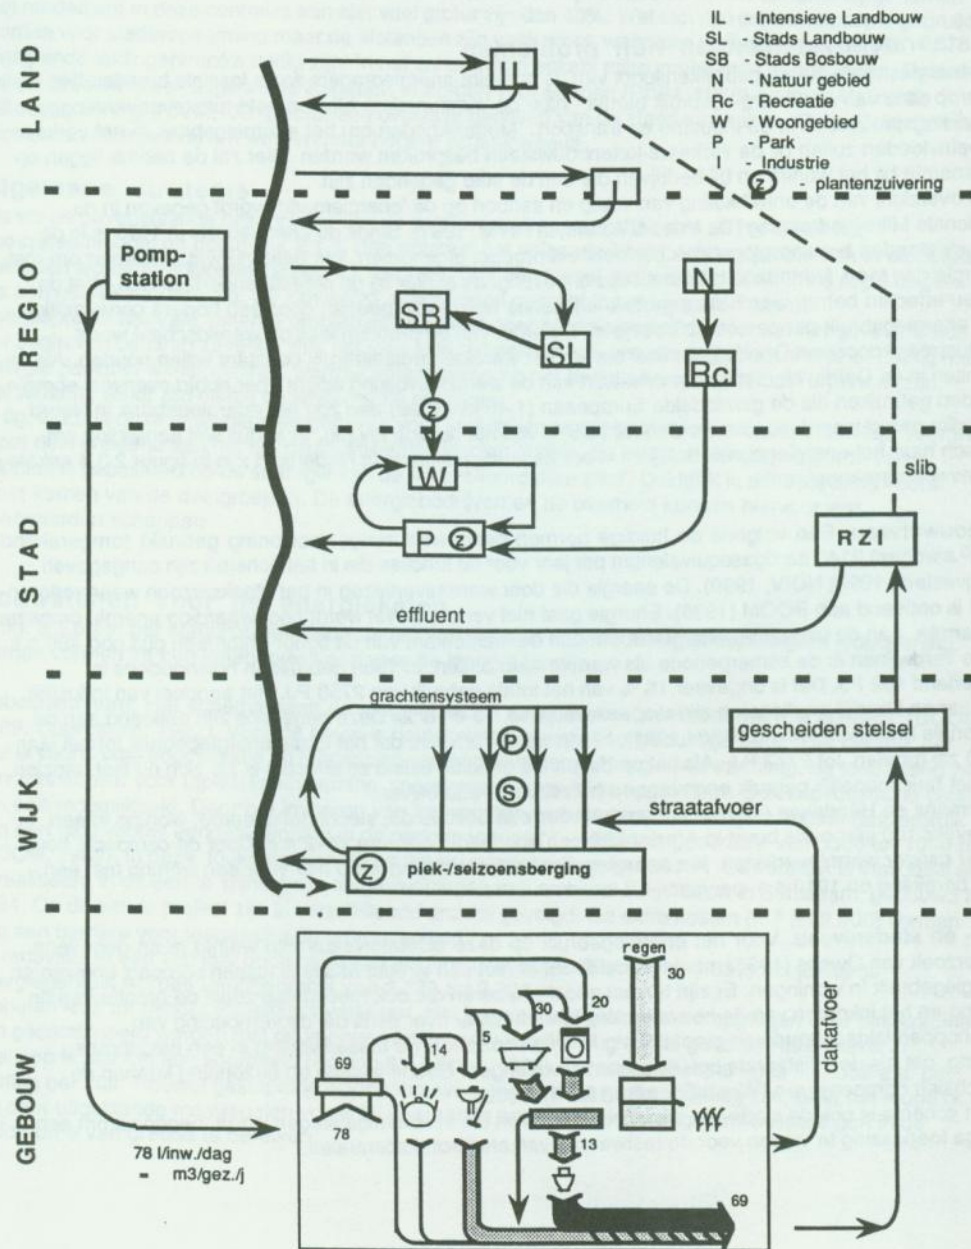 IL - Intensieve Landbouw
SL - Stads Landbouw
SB - Stads Bosbouw
N - Natuur gebied
Rc - Recreatie
W - Woongebied
P - Park
I - Industrie
z - plantenzuivering
LAND
REGIO
STAD
WIJK
GEBOUW
IL
I
Pomp-
station
SB
SL
N
Rc
z
W
P z
slib
RZI
effluent
grachtensysteem
P
S
gescheiden stelsel
straatafvoer
Z
plek-/seizoensberging
regen
30
20
30
5
14
69
78
13
69
dakafvoer
78 l/inw./dag
= m3/gez./j